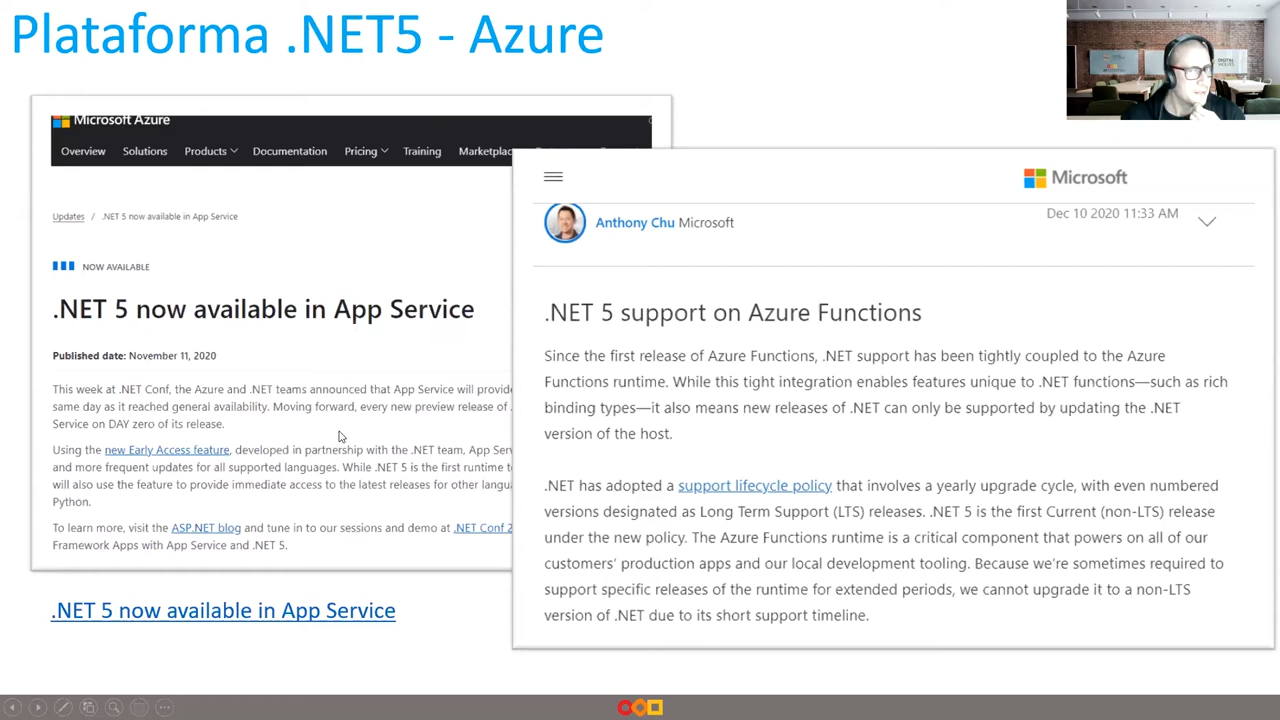 Plataforma .NET5 - Azure
Microsoft Azure
Overview Solutions Products Documentation Pricing Training Marketplac
Updates / .NET 5 now available in App Service
NOW AVAILABLE
.NET 5 now available in App Service
Published date: November 11, 2020
This week at .NET Conf, the Azure and .NET teams announced that App Service will provide
same day as it reached general availability. Moving forward, every new preview release of .
Service on DAY zero of its release.
Using the new Early Access feature, developed in partnership with the .NET team, App Serv
and more frequent updates for all supported languages. While .NET 5 is the first runtime to
will also use the feature to provide immediate access to the latest releases for other langua
Python.
To learn more, visit the ASP.NET blog and tune in to our sessions and demo at .NET Conf 2
Framework Apps with App Service and .NET 5.
.NET 5 now available in App Service
Microsoft
Anthony Chu Microsoft
Dec 10 2020 11:33 AM
.NET 5 support on Azure Functions
Since the first release of Azure Functions, .NET support has been tightly coupled to the Azure
Functions runtime. While this tight integration enables features unique to .NET functions—such as rich
binding types—it also means new releases of .NET can only be supported by updating the .NET
version of the host.
.NET has adopted a support lifecycle policy that involves a yearly upgrade cycle, with even numbered
versions designated as Long Term Support (LTS) releases. .NET 5 is the first Current (non-LTS) release
under the new policy. The Azure Functions runtime is a critical component that powers on all of our
customers’ production apps and our local development tooling. Because we’re sometimes required to
support specific releases of the runtime for extended periods, we cannot upgrade it to a non-LTS
version of .NET due to its short support timeline.